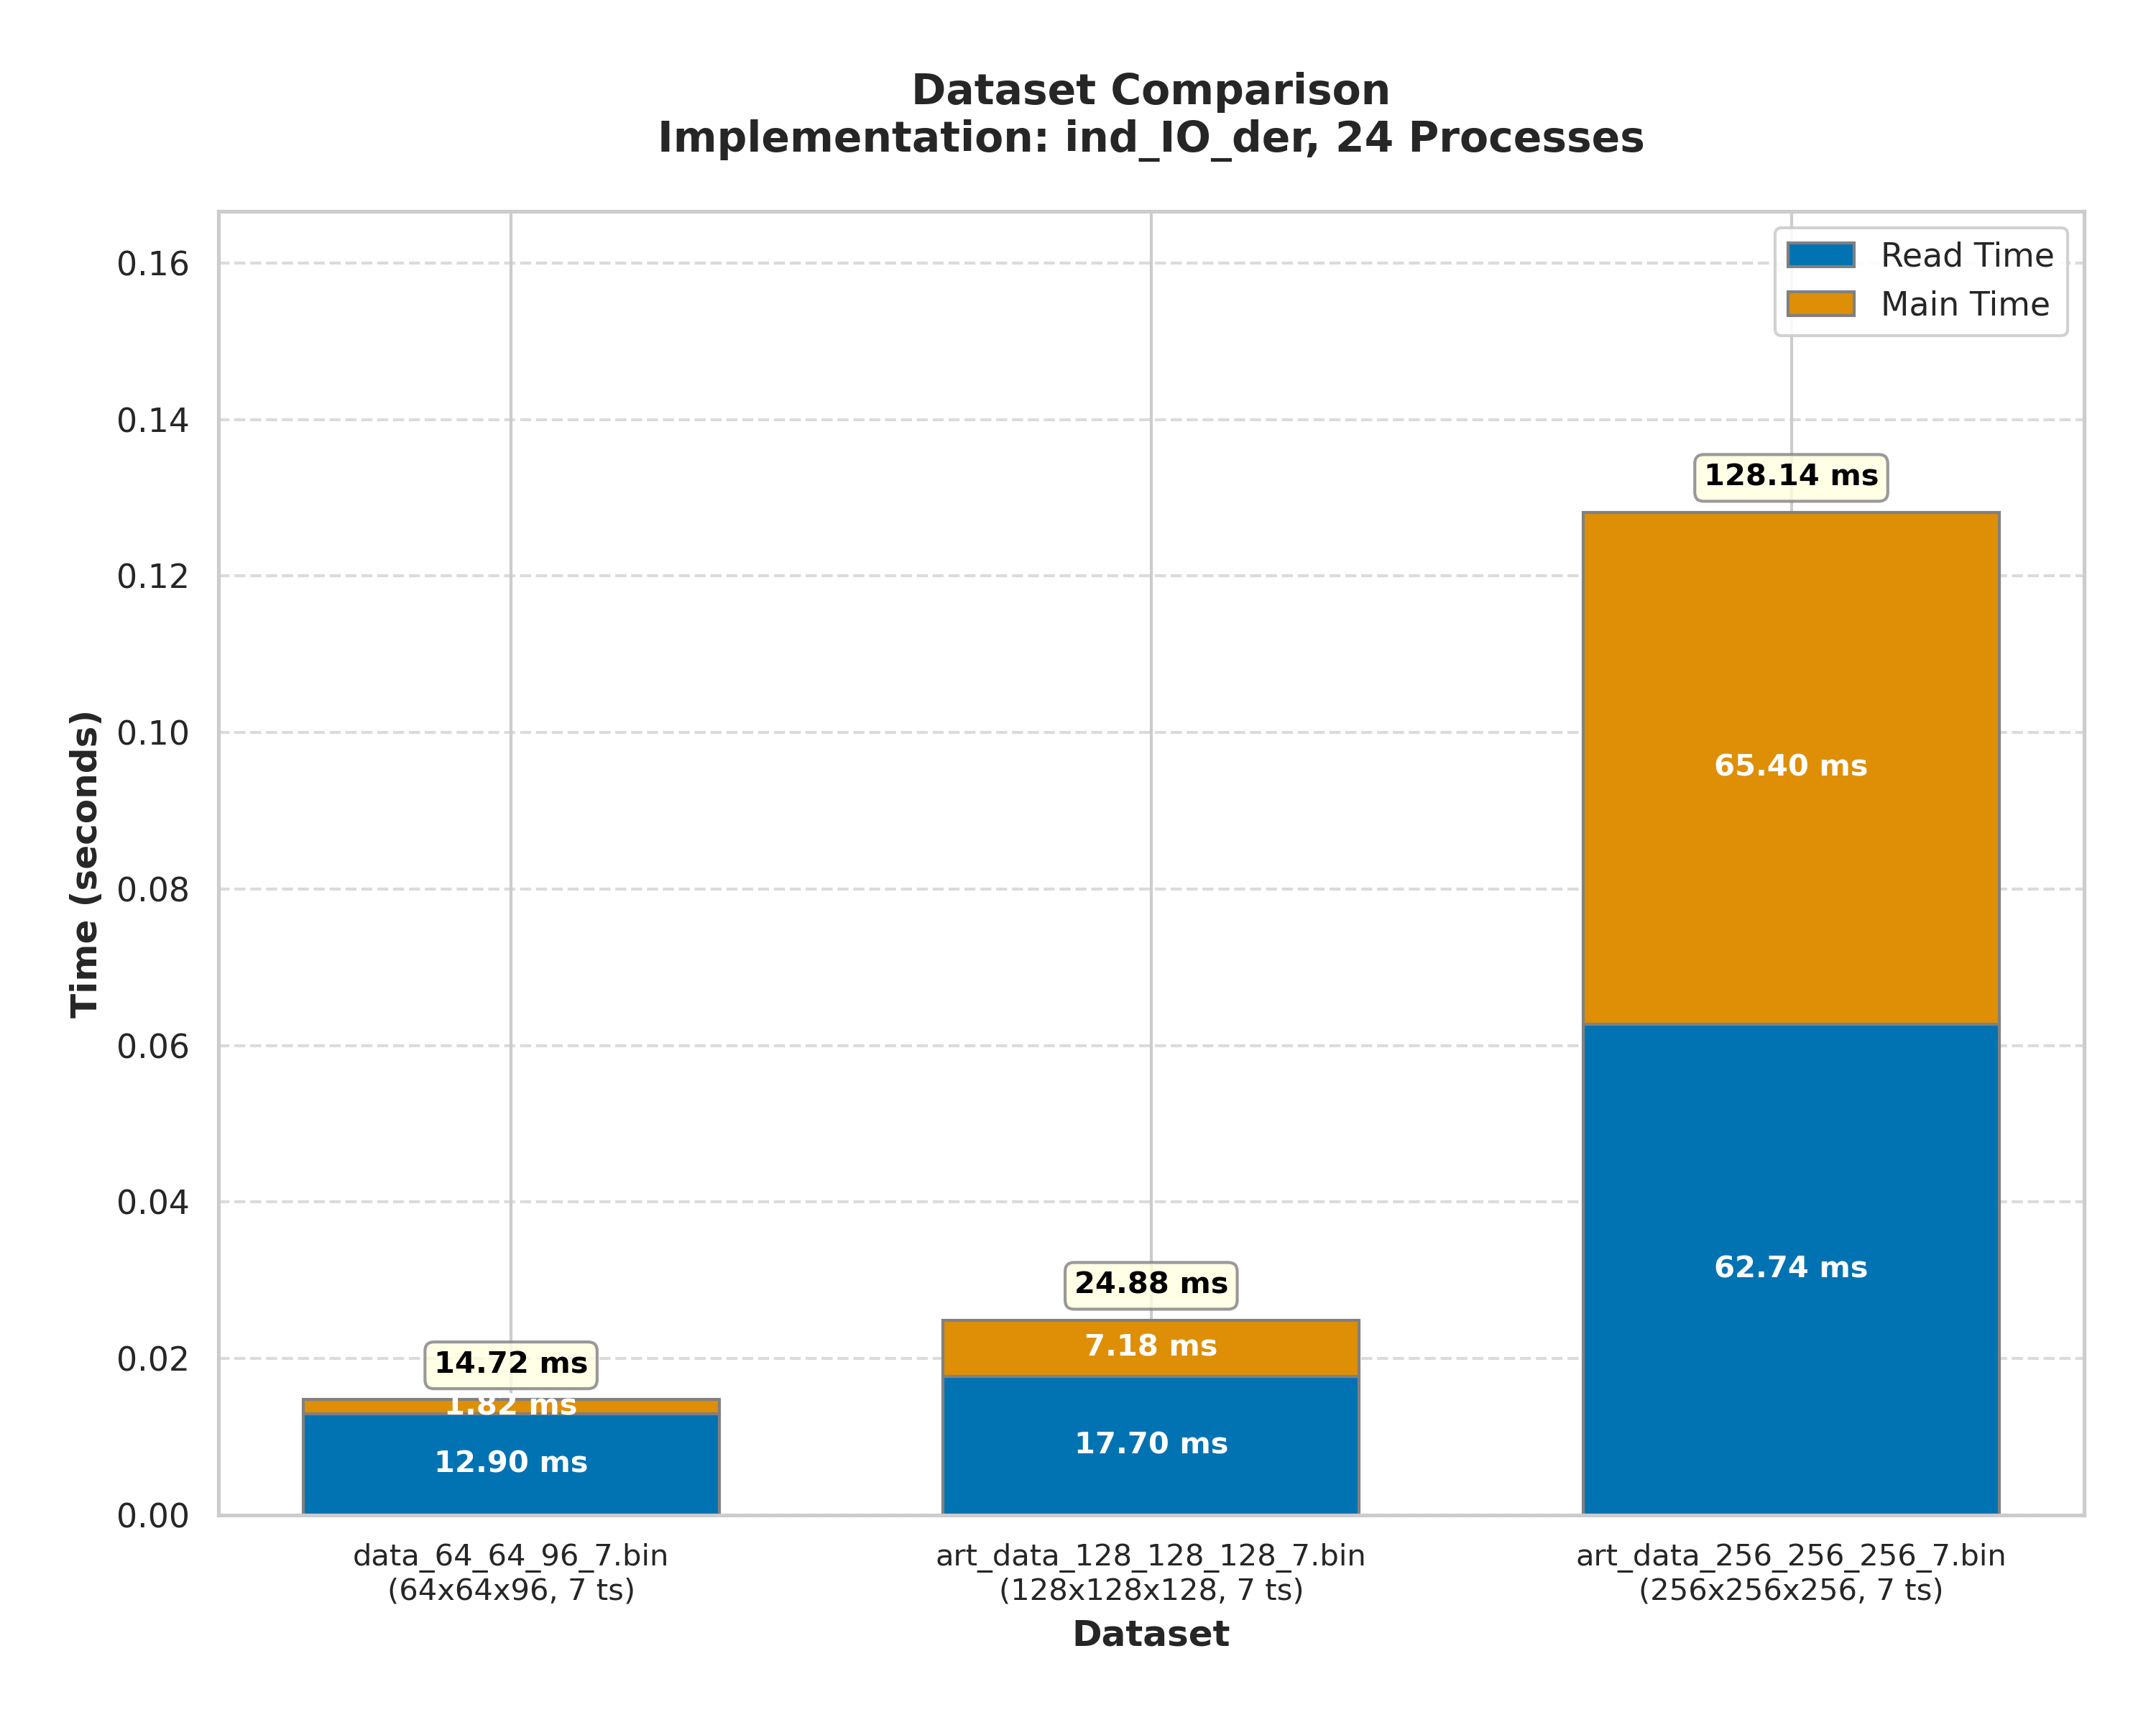 Dataset Comparison
Implementation: ind_IO_der, 24 Processes
Time (seconds)
0.16
0.14
0.12
0.10
0.08
0.06
0.04
0.02
0.00
Read Time
Main Time
128.14 ms
65.40 ms
62.74 ms
24.88 ms
7.18 ms
17.70 ms
14.72 ms
1.82 ms
12.90 ms
data_64_64_96_7.bin
(64x64x96, 7 ts)
art_data_128_128_128_7.bin
(128x128x128, 7 ts)
art_data_256_256_256_7.bin
(256x256x256, 7 ts)
Dataset